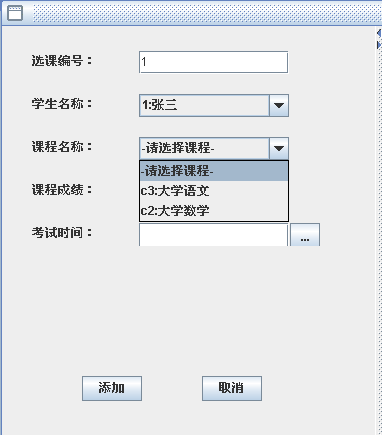 选课编号： 1
学生名称： 1:张三
课程名称： -请选择课程-
-请选择课程-
课程成绩： c3:大学语文
c2:大学数学
考试时间： ...
添加 取消